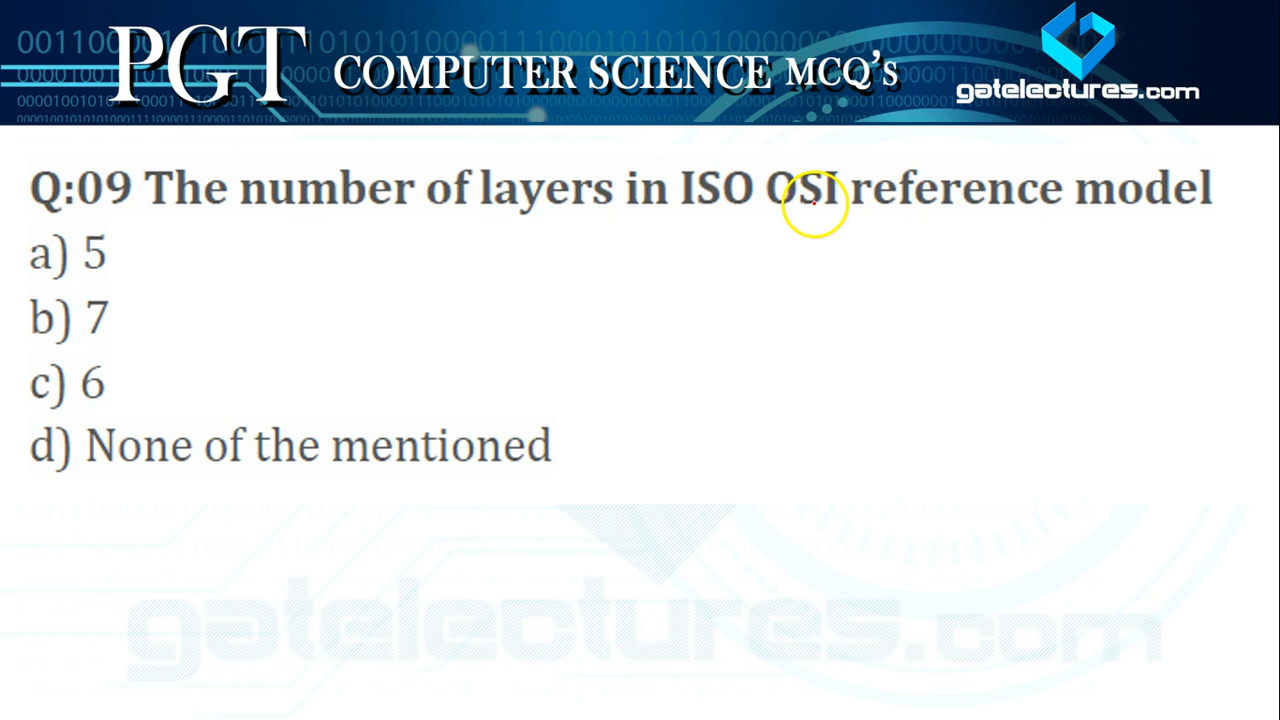 PGT COMPUTER SCIENCE MCQ's
gatelectures.com
Q:09 The number of layers in ISO OSI reference model
a) 5
b) 7
c) 6
d) None of the mentioned
gatelectures.com